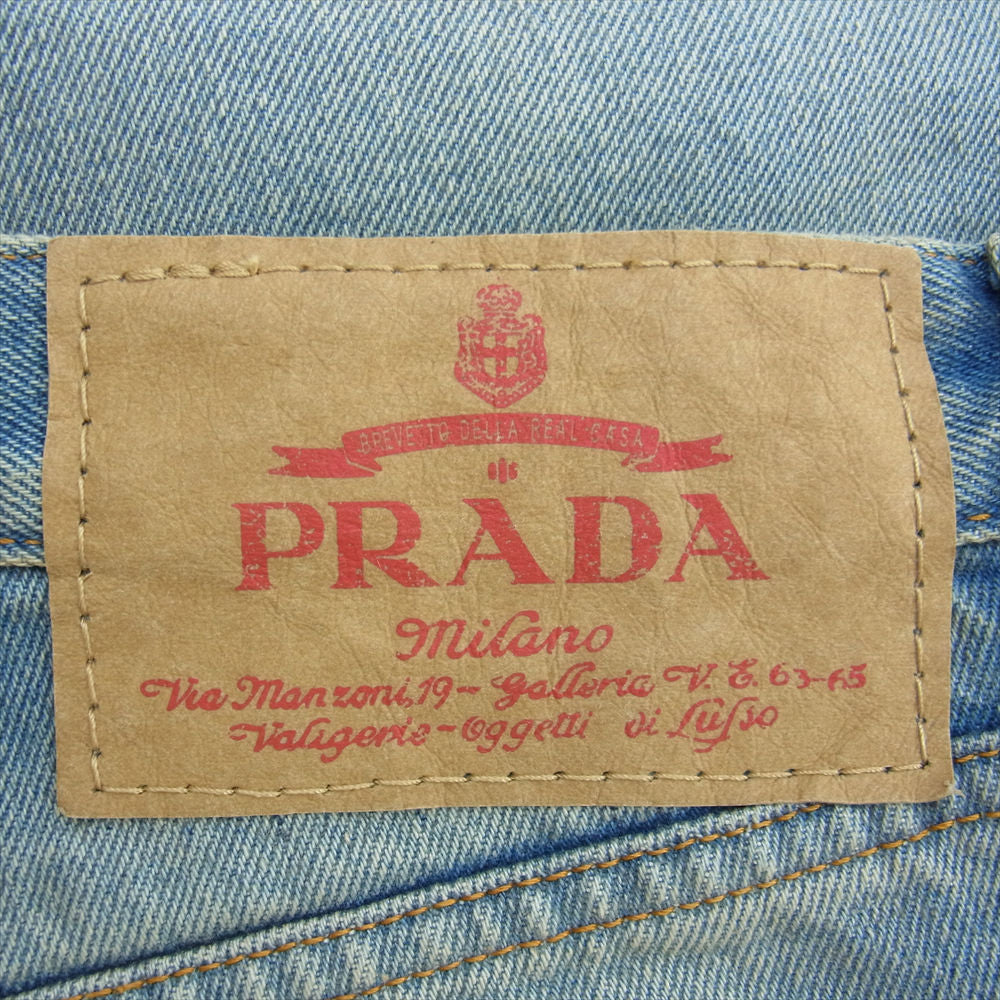 BREVETTO DELLA REAL CASA
PRADA
Milano
Via Manzoni, 19 - Galleria V. E. 63-65
Valigerie - Oggetti di Lusso